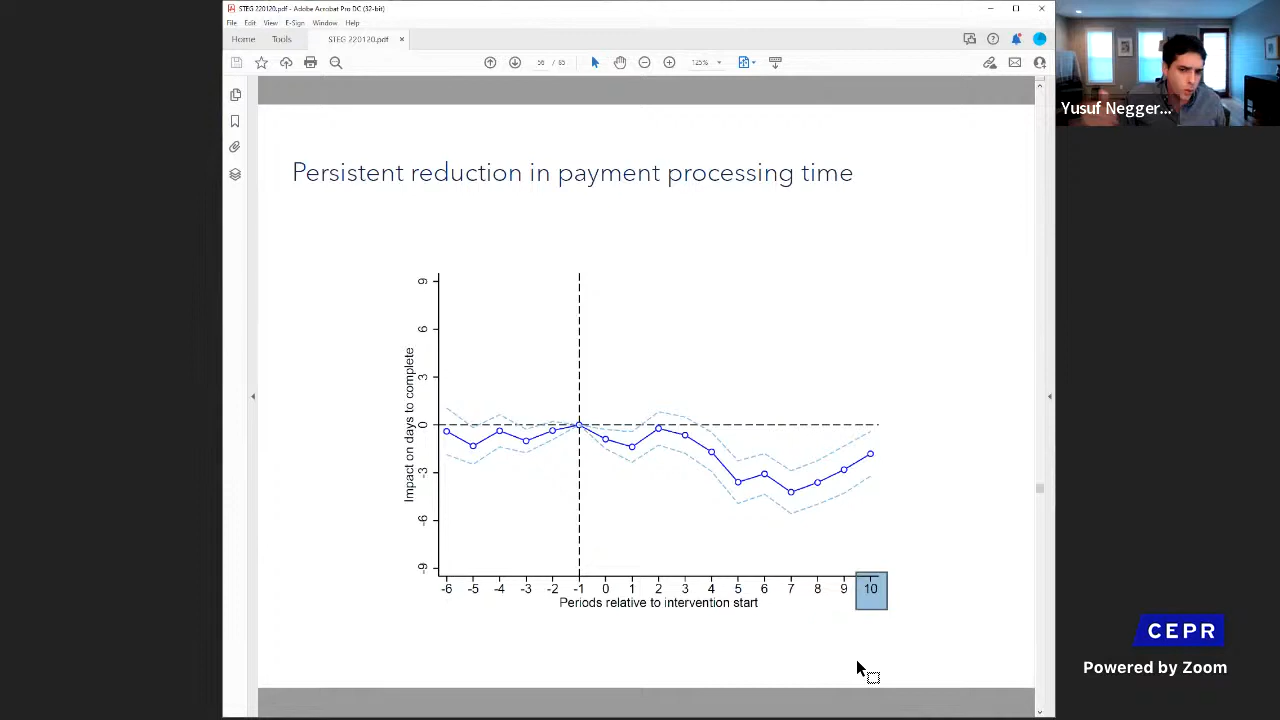 STEG 220120.pdf - Adobe Acrobat Pro DC (32-bit)
File Edit View E-Sign Window Help
Home Tools STEG 220120.pdf ×
/ 85 125%
Yusuf Negger...
Persistent reduction in payment processing time
Impact on days to complete
9
6
3
0
-3
-6
-9
-6 -5 -4 -3 -2 -1 0 1 2 3 4 5 6 7 8 9 10
Periods relative to intervention start
CEPR
Powered by Zoom